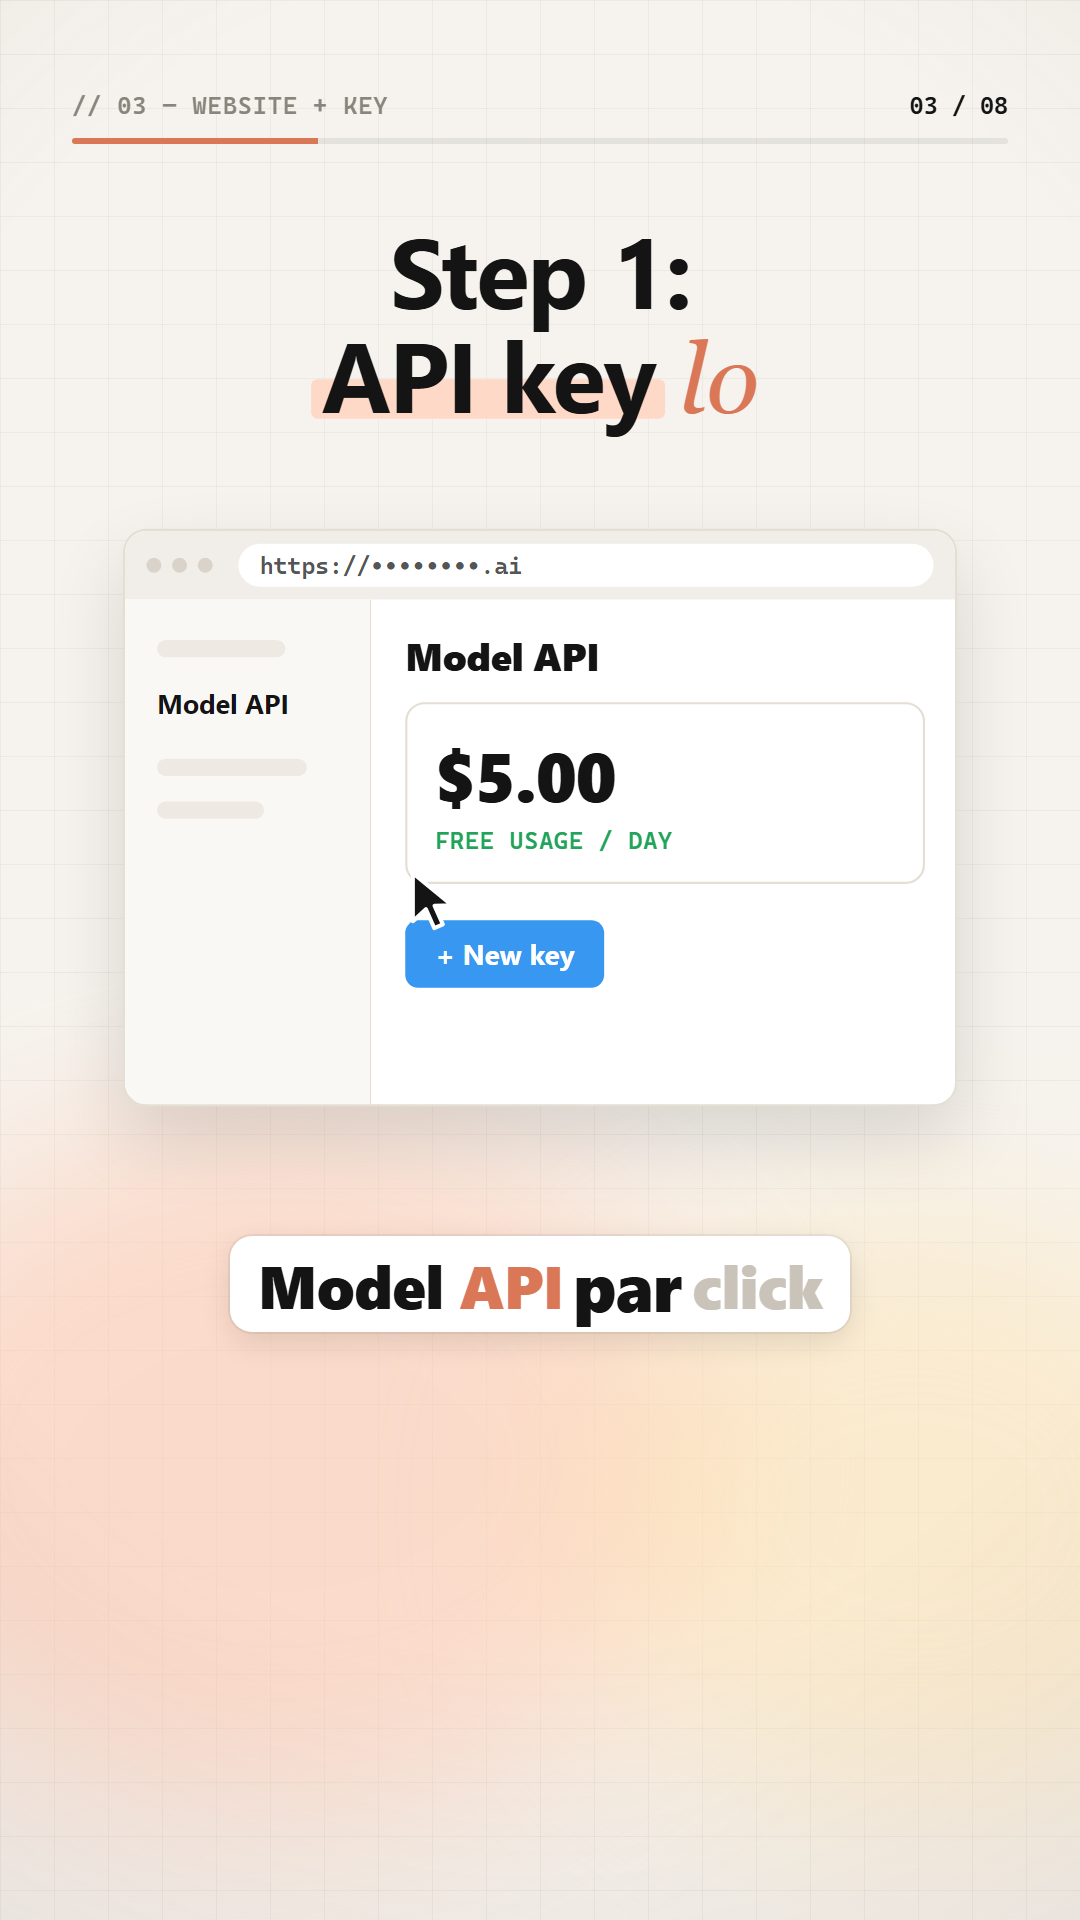 // 03 — WEBSITE + KEY
03 / 08
Step 1:
API key lo
https://••••••••.ai
Model API
Model API
$5.00
FREE USAGE / DAY
+ New key
Model API par click